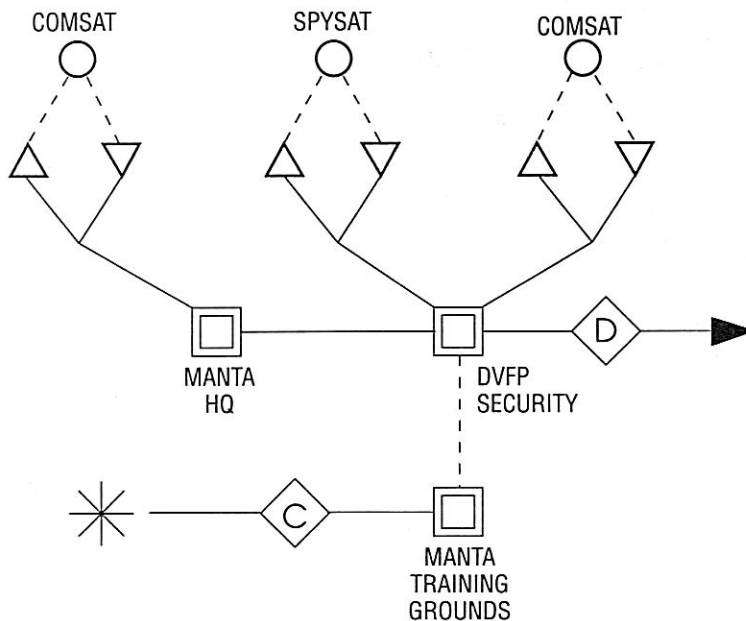 COMSAT
SPYSAT
COMSAT
MANTA
HQ
DVFP
SECURITY
D
C
MANTA
TRAINING
GROUNDS